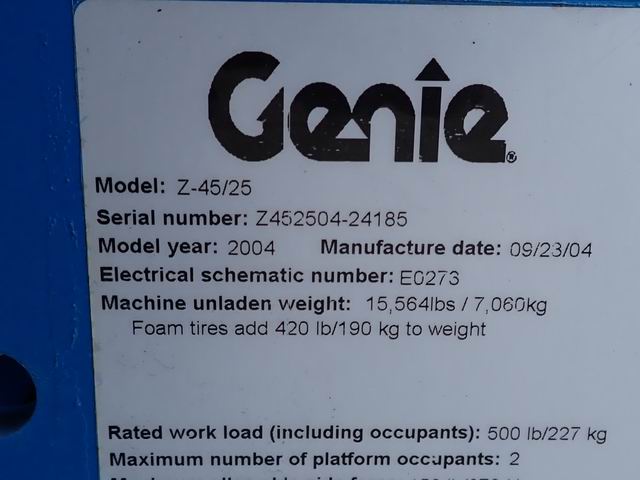 Genie®
Model: Z-45/25
Serial number: Z452504-24185
Model year: 2004 Manufacture date: 09/23/04
Electrical schematic number: E0273
Machine unladen weight: 15,564lbs / 7,060kg
Foam tires add 420 lb/190 kg to weight
Rated work load (including occupants): 500 lb/227 kg
Maximum number of platform occupants: 2